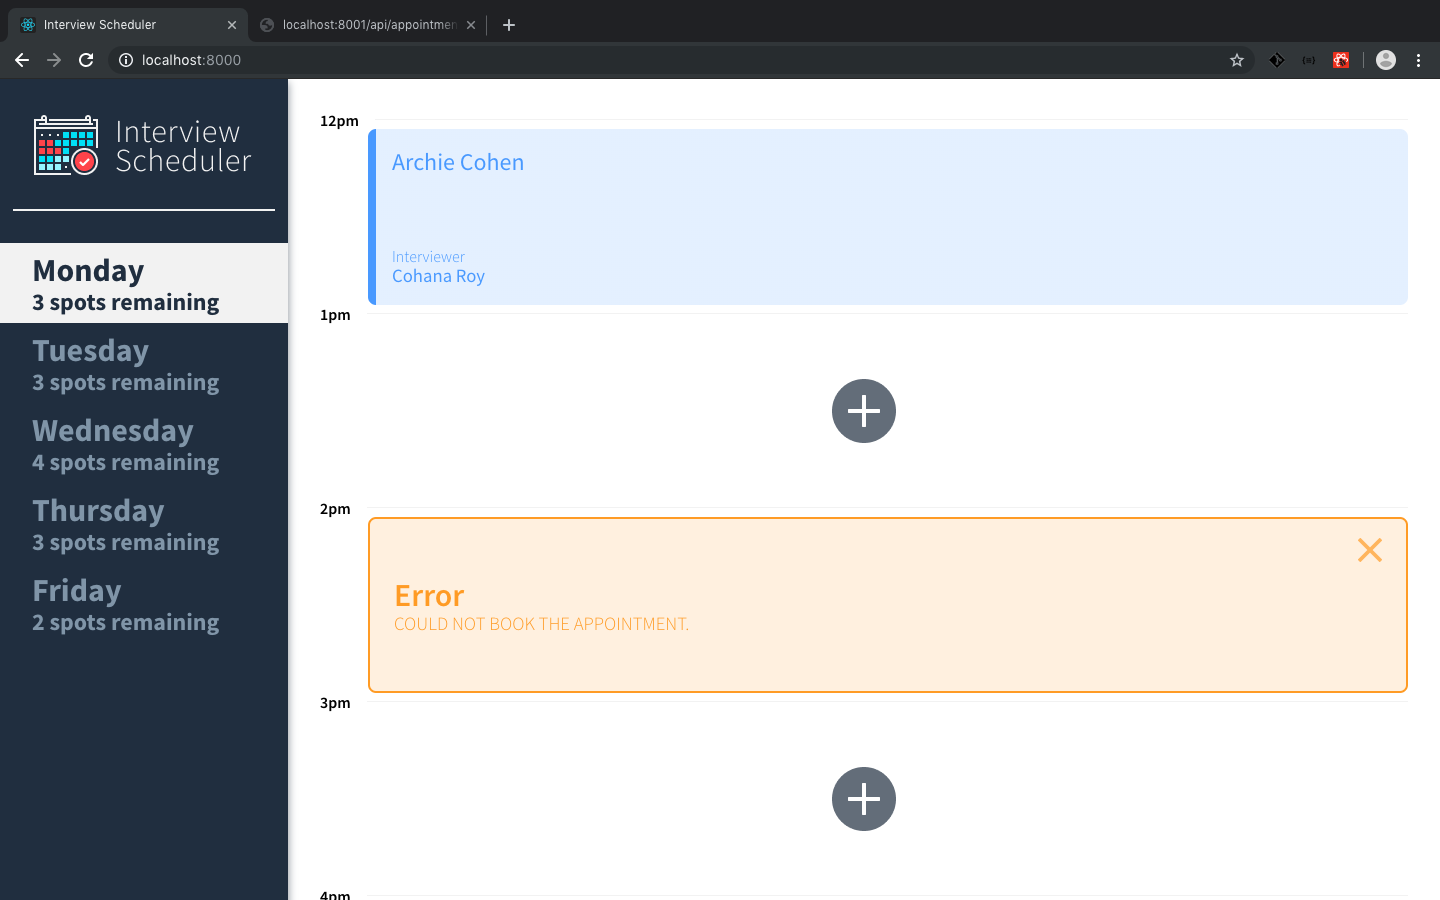 Interview Scheduler
localhost:8001/api/appointmen
localhost:8000
Interview
Scheduler
Monday
3 spots remaining
Tuesday
3 spots remaining
Wednesday
4 spots remaining
Thursday
3 spots remaining
Friday
2 spots remaining
12pm
Archie Cohen
Interviewer
Cohana Roy
1pm
2pm
Error
COULD NOT BOOK THE APPOINTMENT.
3pm
4pm